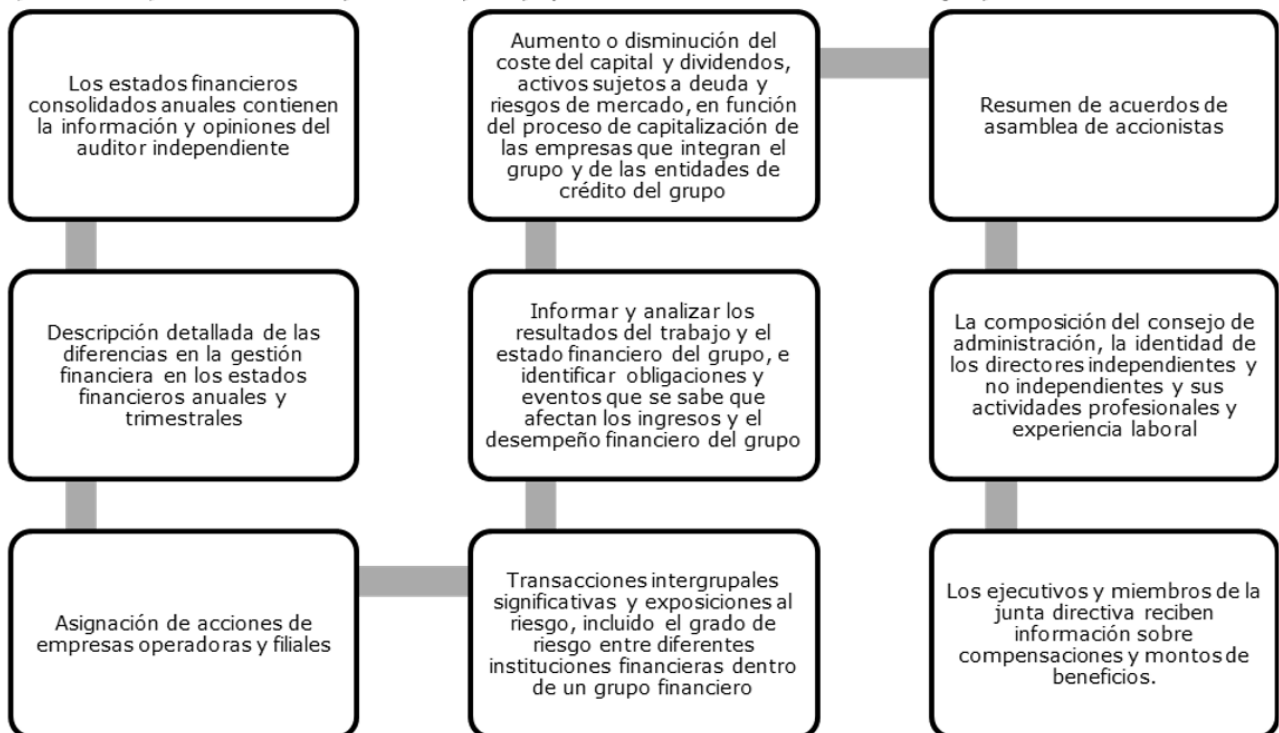 Los estados financieros
consolidados anuales contienen
la información y opiniones del
auditor independiente
Descripción detallada de las
diferencias en la gestión
financiera en los estados
financieros anuales y
trimestrales
Asignación de acciones de
empresas operadoras y filiales
Transacciones intergrupales
significativas y exposiciones al
riesgo, incluido el grado de
riesgo entre diferentes
instituciones financieras dentro
de un grupo financiero
Informar y analizar los
resultados del trabajo y el
estado financiero del grupo, e
identificar obligaciones y
eventos que se sabe que
afectan los ingresos y el
desempeño financiero del grupo
Aumento o disminución del
coste del capital y dividendos,
activos sujetos a deuda y
riesgos de mercado, en función
del proceso de capitalización de
las empresas que integran el
grupo y de las entidades de
crédito del grupo
Resumen de acuerdos de
asamblea de accionistas
La composición del consejo de
administración, la identidad de
los directores independientes y
no independientes y sus
actividades profesionales y
experiencia laboral
Los ejecutivos y miembros de la
junta directiva reciben
información sobre
compensaciones y montos de
beneficios.